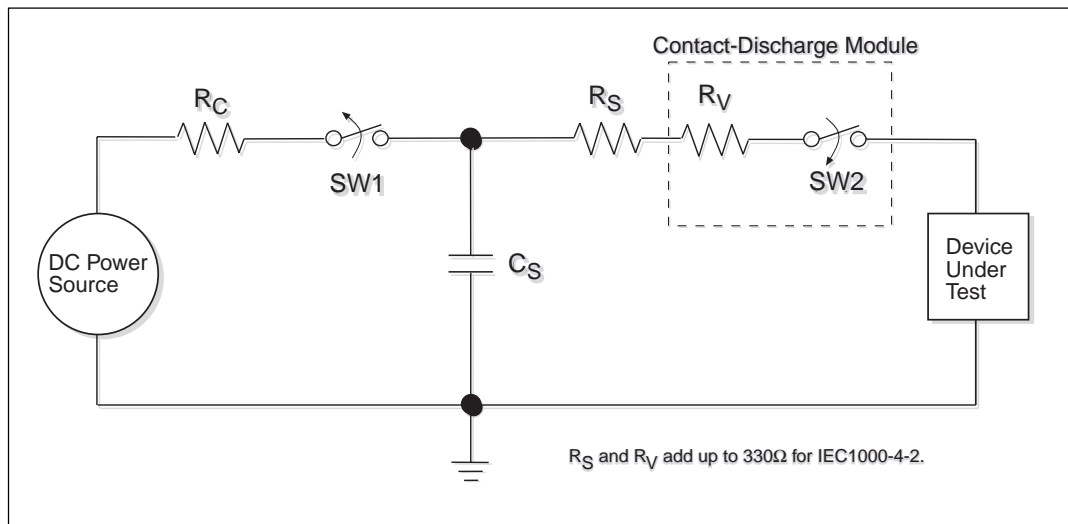 Contact-Discharge Module
RC
RS
RV
SW1
SW2
DC Power
Source
CS
Device
Under
Test
RS and RV add up to 330Ω for IEC1000-4-2.